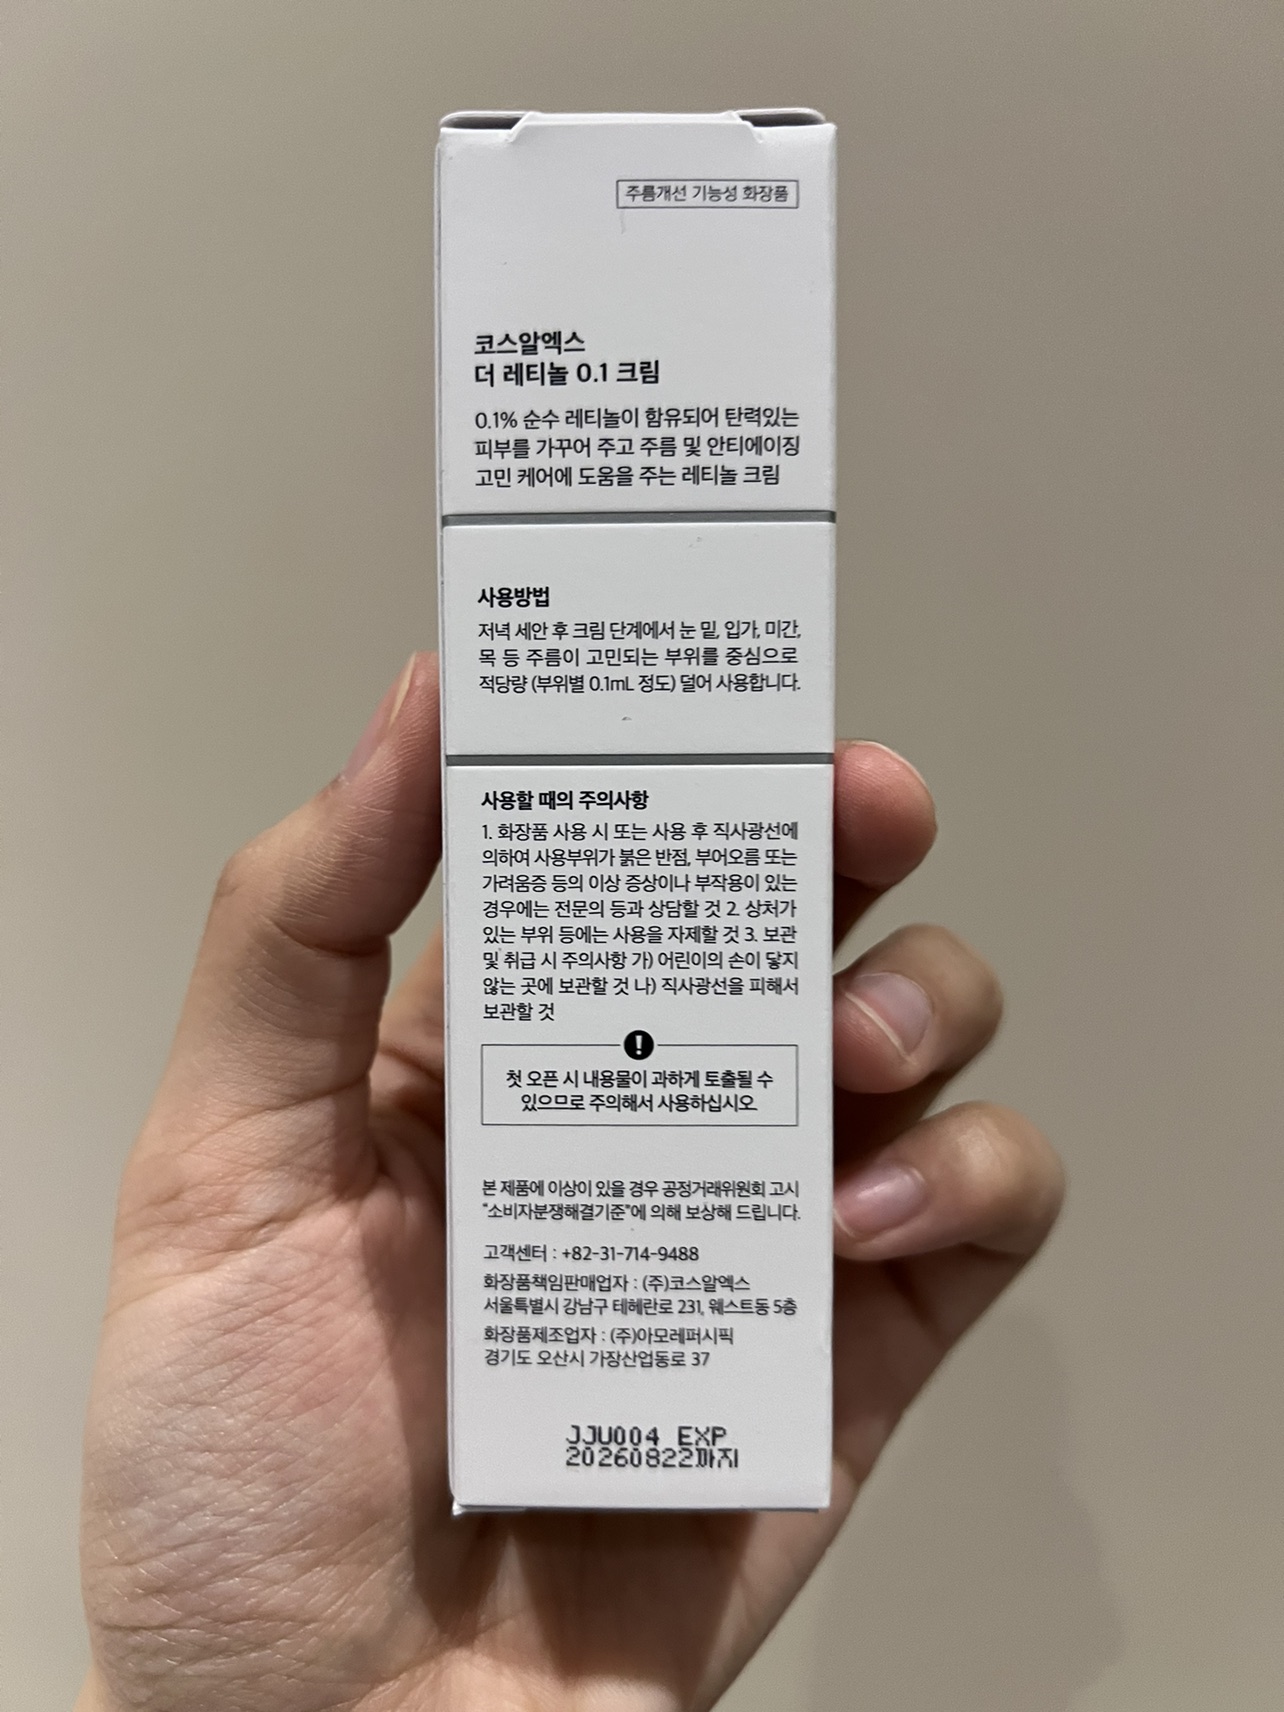 주름개선 기능성 화장품
코스알엑스
더 레티놀 0.1 크림
0.1% 순수 레티놀이 함유되어 탄력있는
피부를 가꾸어 주고 주름 및 안티에이징
고민 케어에 도움을 주는 레티놀 크림
사용방법
저녁 세안 후 크림 단계에서 눈 밑, 입가, 미간,
목 등 주름이 고민되는 부위를 중심으로
적당량 (부위별 0.1mL 정도) 덜어 사용합니다.
사용할 때의 주의사항
1. 화장품 사용 시 또는 사용 후 직사광선에
의하여 사용부위가 붉은 반점, 부어오름 또는
가려움증 등의 이상 증상이나 부작용이 있는
경우에는 전문의 등과 상담할 것 2. 상처가
있는 부위 등에는 사용을 자제할 것 3. 보관
및 취급 시 주의사항 가) 어린이의 손이 닿지
않는 곳에 보관할 것 나) 직사광선을 피해서
보관할 것
!
첫 오픈 시 내용물이 과하게 토출될 수
있으므로 주의해서 사용하십시오
본 제품에 이상이 있을 경우 공정거래위원회 고시
"소비자분쟁해결기준"에 의해 보상해 드립니다.
고객센터 : +82-31-714-9488
화장품책임판매업자 : (주)코스알엑스
서울특별시 강남구 테헤란로 231, 웨스트동 5층
화장품제조업자 : (주)아모레퍼시픽
경기도 오산시 가장산업동로 37
JJU004 EXP
20260822까지